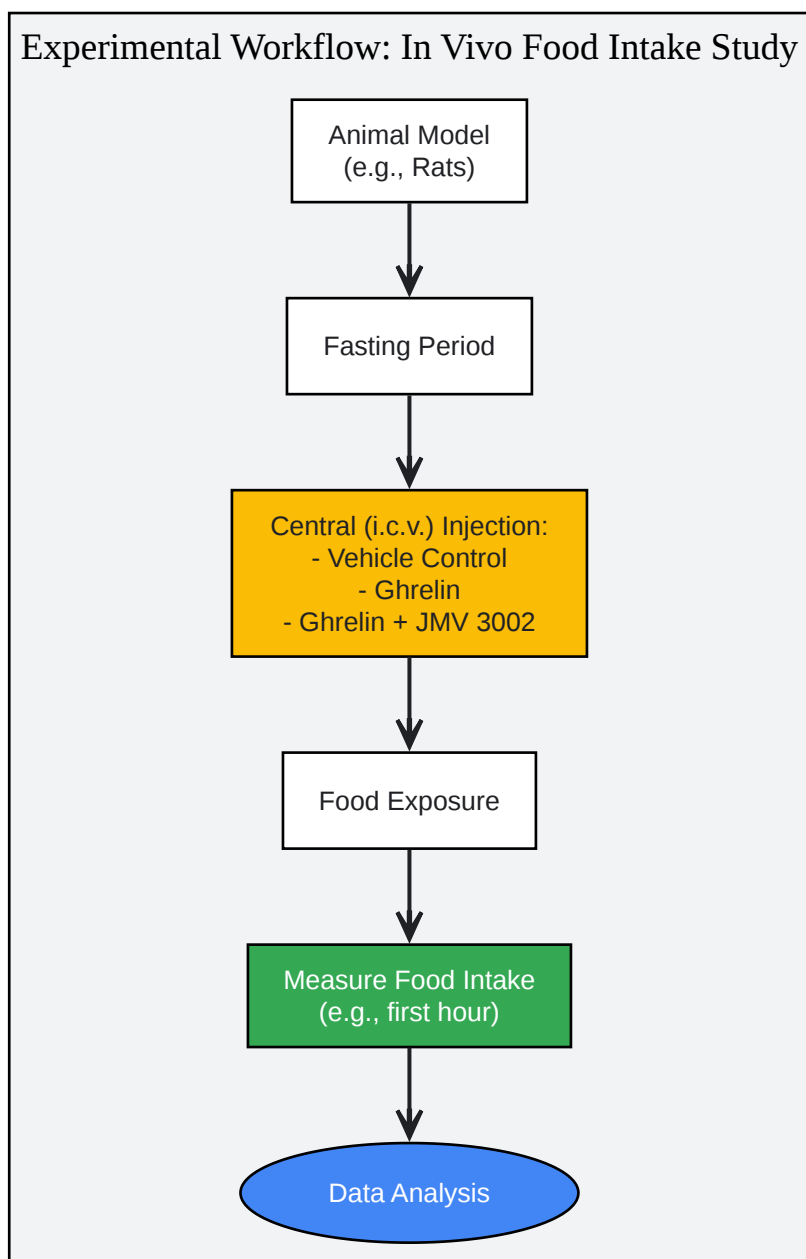 Experimental Workflow: In Vivo Food Intake Study
Animal Model
(e.g., Rats)
Fasting Period
Central (i.c.v.) Injection:
- Vehicle Control
- Ghrelin
- Ghrelin + JMV 3002
Food Exposure
Measure Food Intake
(e.g., first hour)
Data Analysis